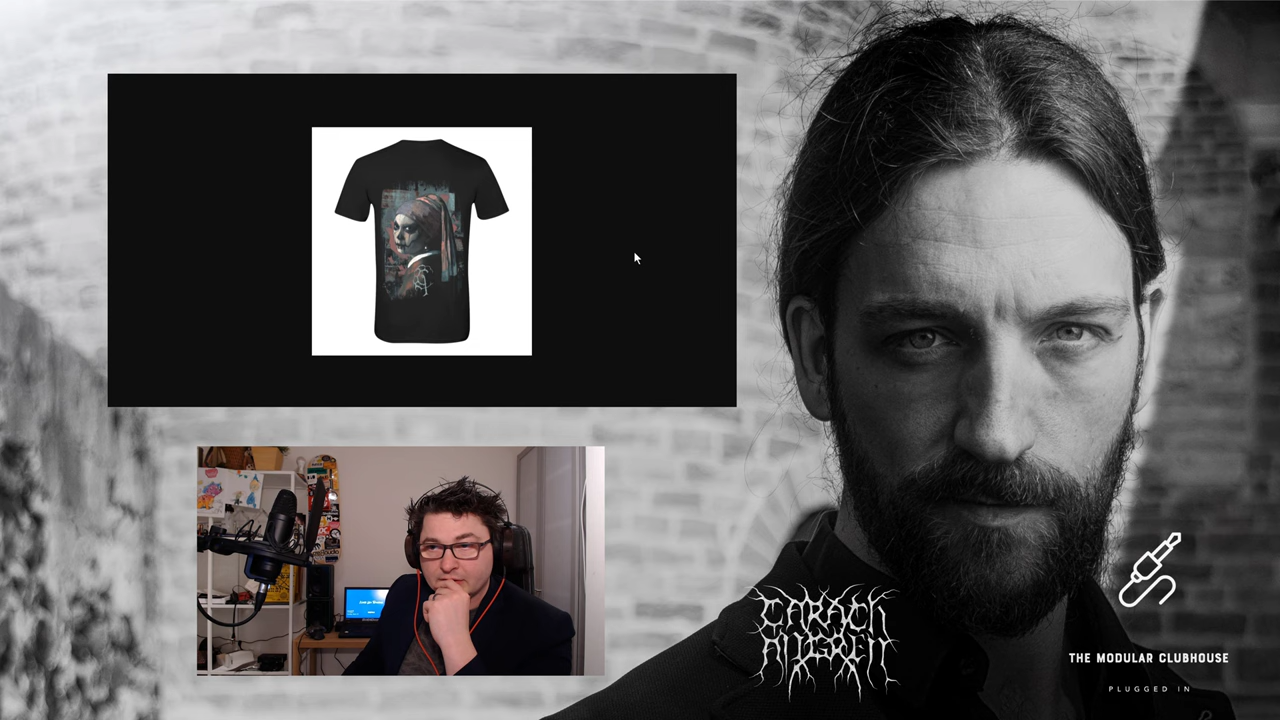 CARACH
ANGREN
THE MODULAR CLUBHOUSE
PLUGGED IN